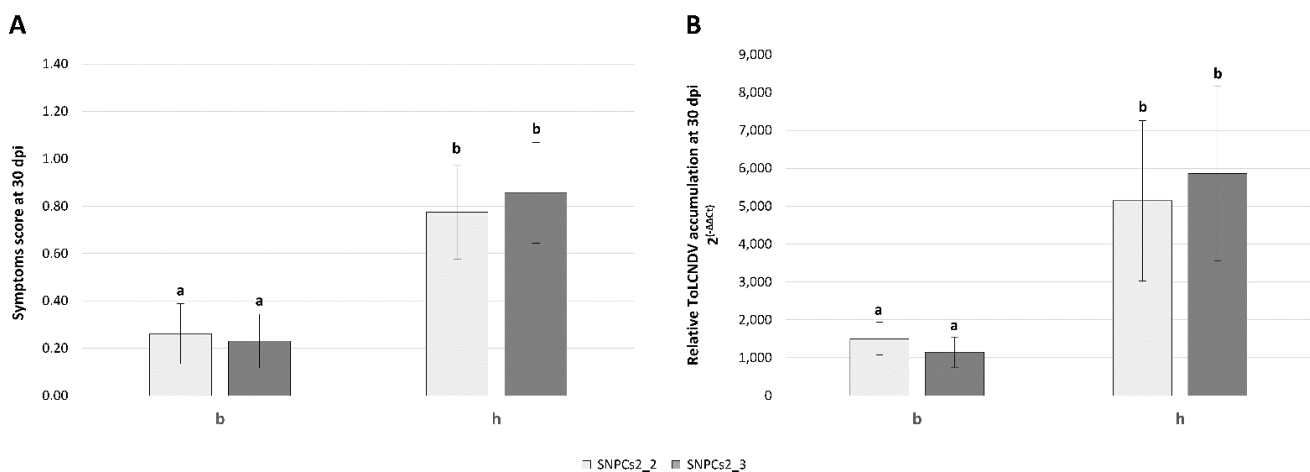 A
Symptoms score at 30 dpi
1.40
1.20
1.00
0.80
0.60
0.40
0.20
0.00
a
a
b
b
b
h
B
Relative ToLCNDV accumulation at 30 dpi
2^(-ΔΔCt)
9,000
8,000
7,000
6,000
5,000
4,000
3,000
2,000
1,000
0
a
a
b
b
b
h
SNPCs2_2
SNPCs2_3